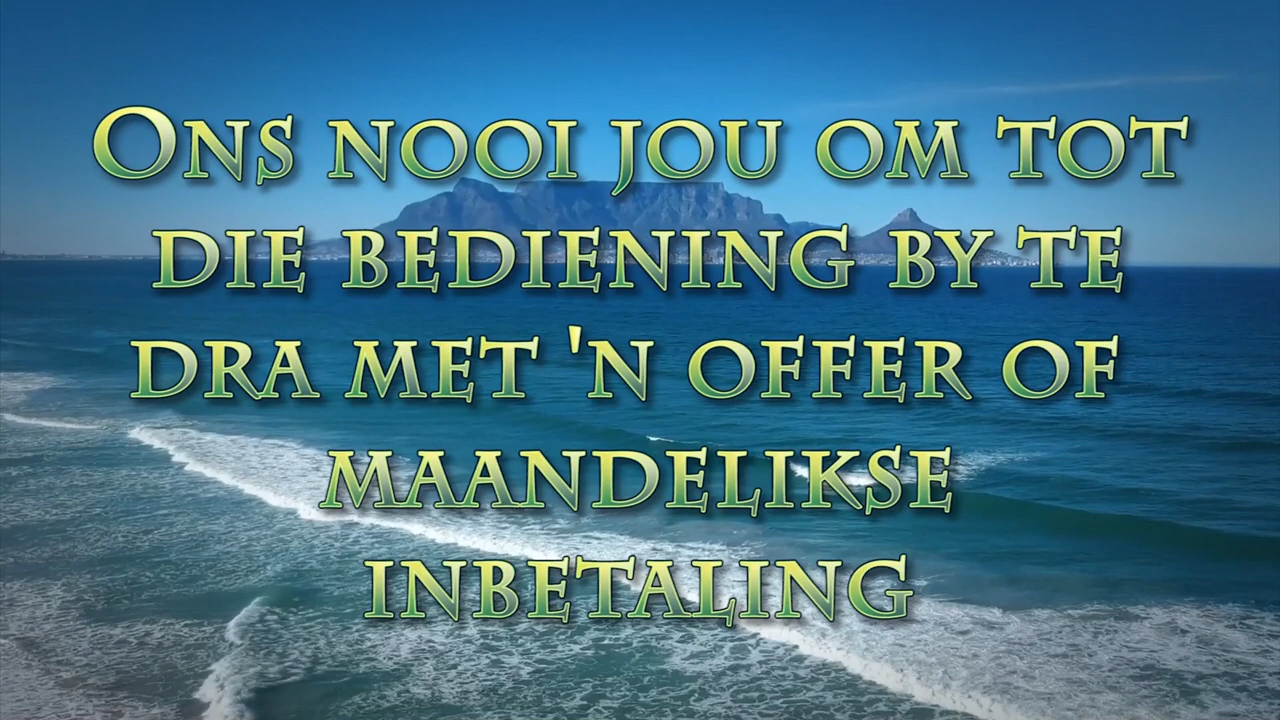 Ons nooi jou om tot
die bediening by te
dra met 'n offer of
maandelikse
inbetaling